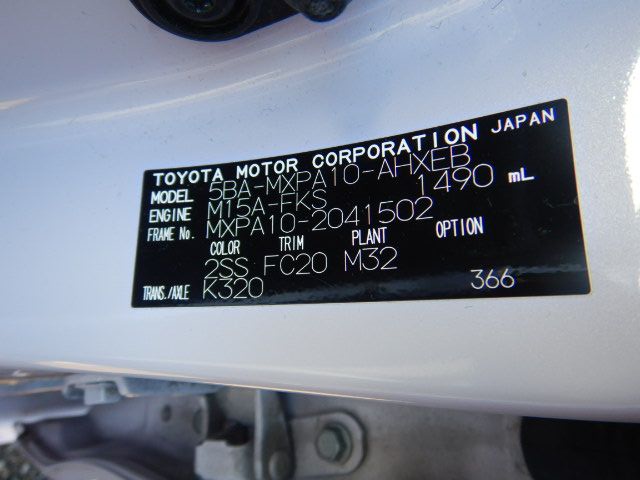 TOYOTA MOTOR CORPORATION JAPAN
MODEL 5BA-MXPA10-AHXEB
ENGINE M15A-FKS 1490 mL
FRAME No. MXPA10-2041502
COLOR TRIM PLANT OPTION
2SS FC20 M32
TRANS./AXLE K320 366